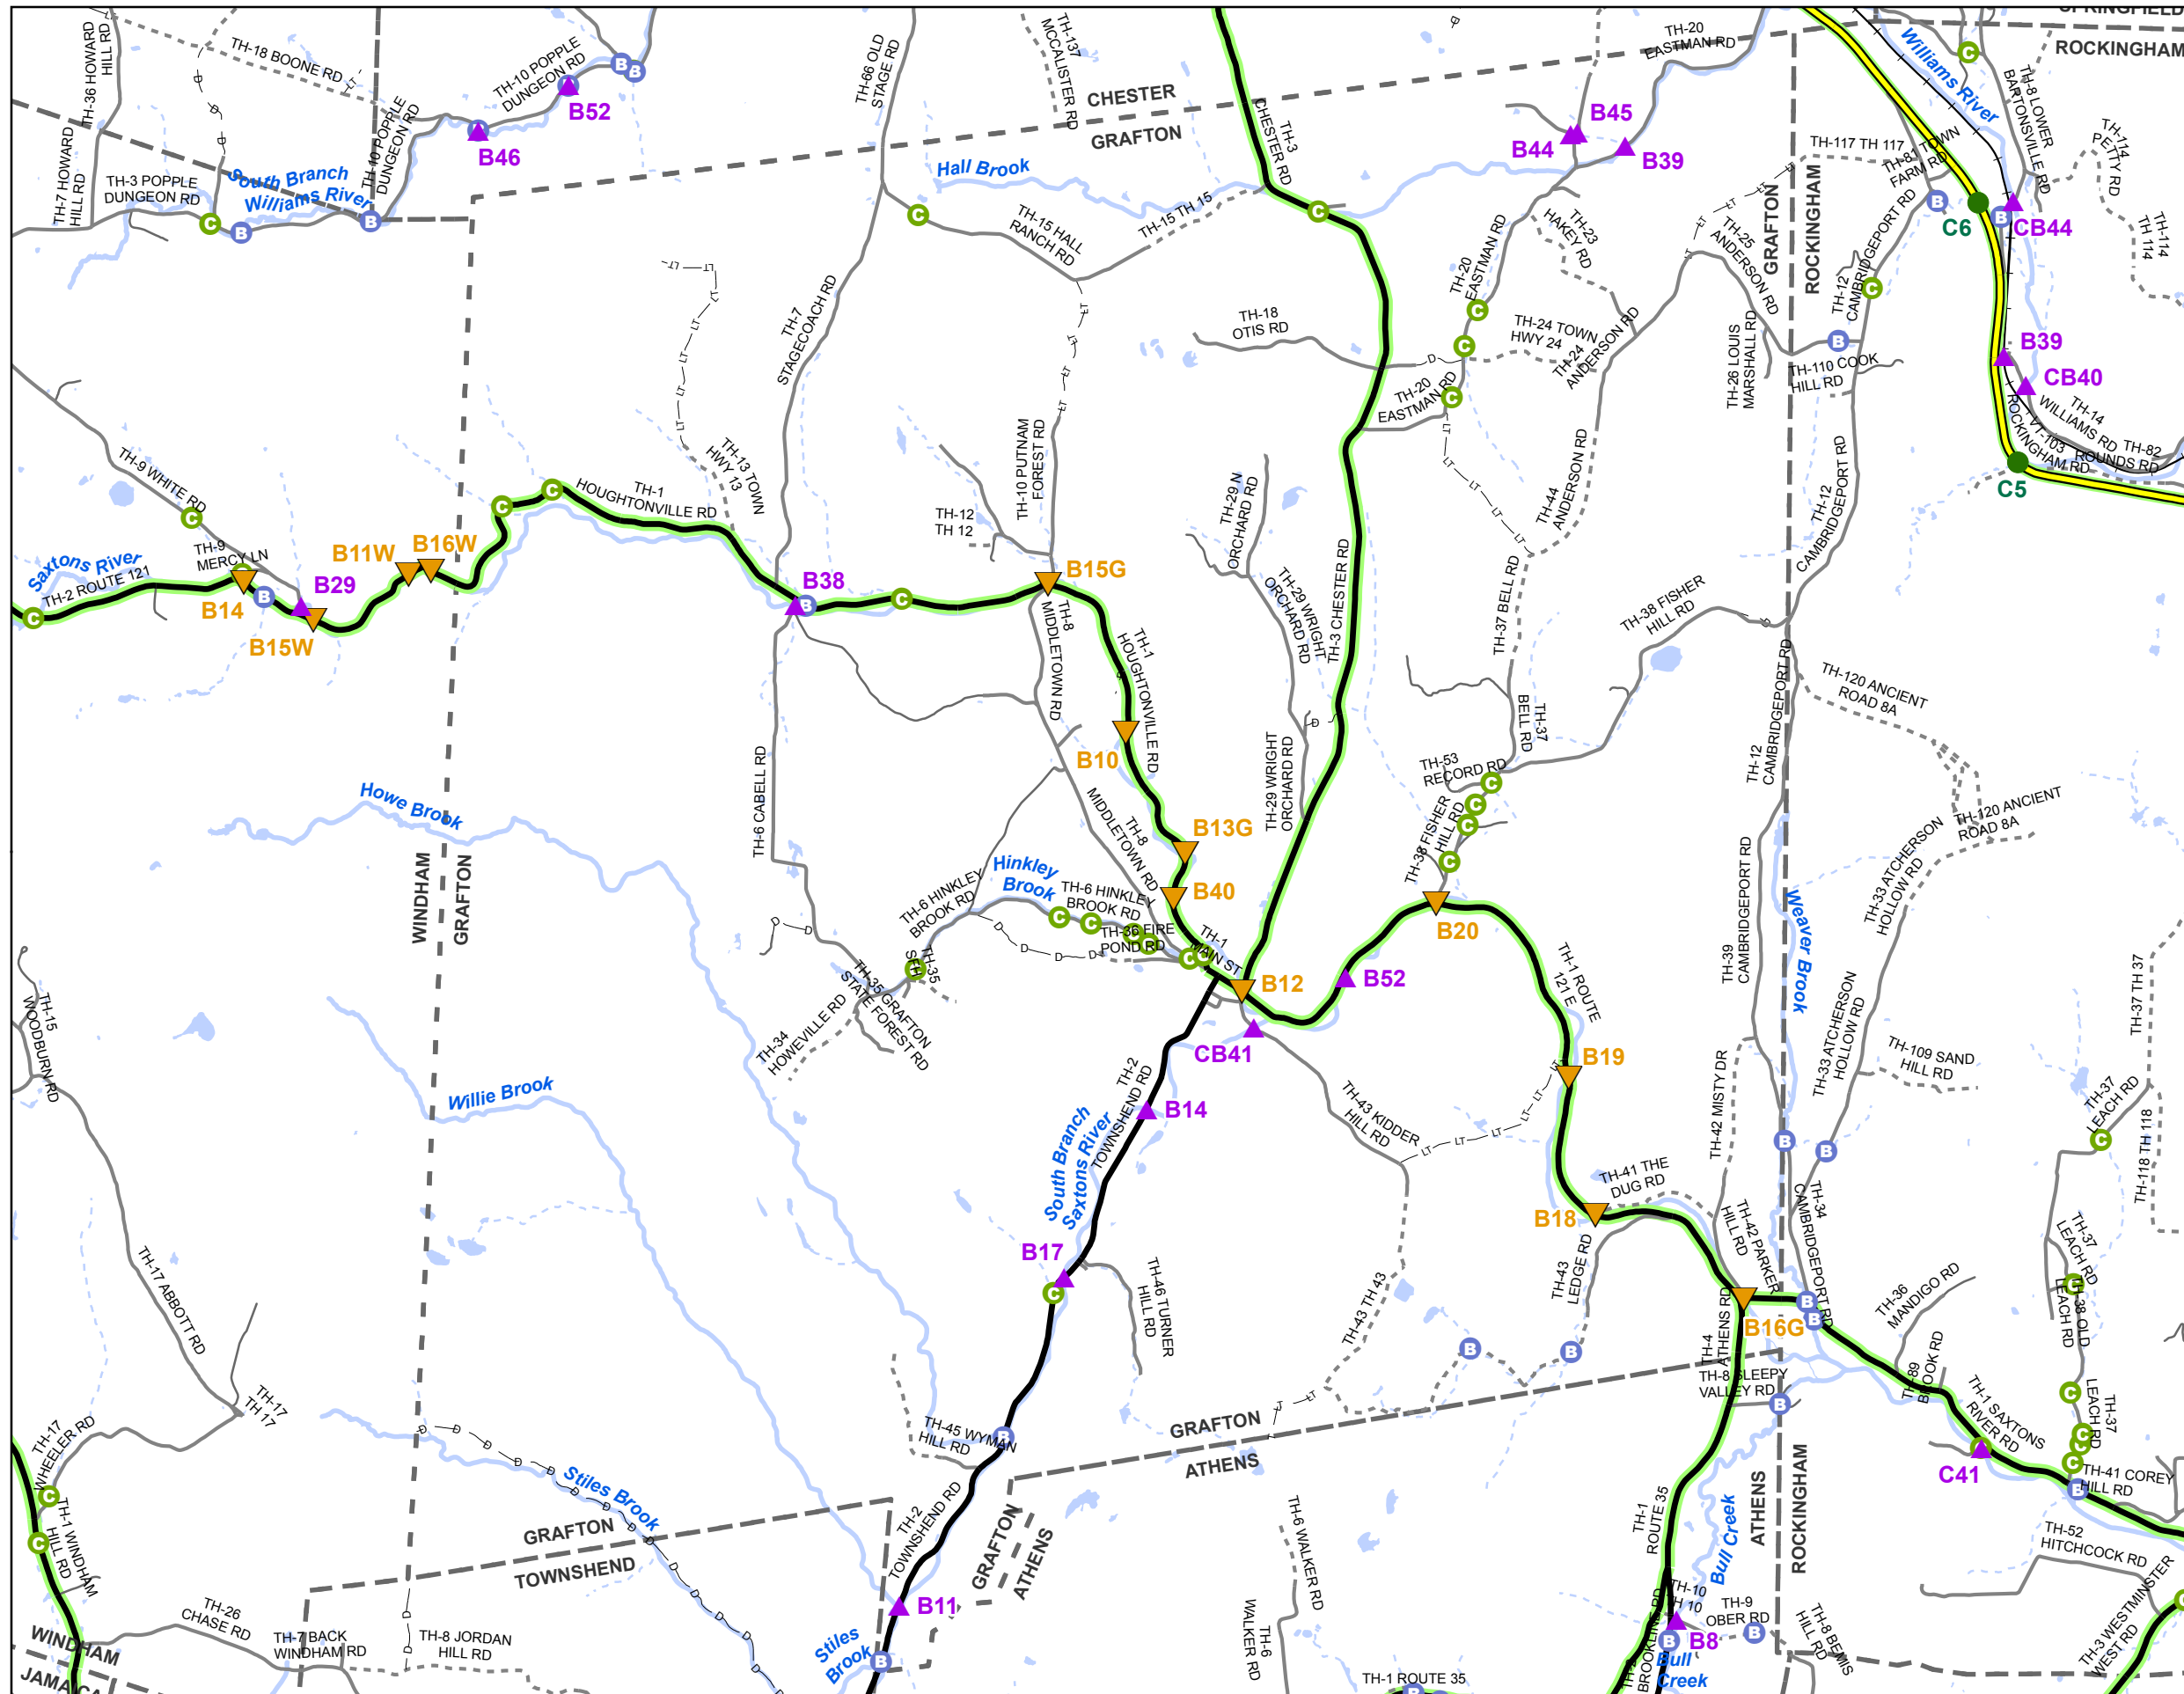 SPRINGFIELD
ROCKINGHAM
TH-36 HOWARD
HILL RD
TH-18 BOONE RD
TH-10 POPPLE
DUNGEON RD
B52
B46
TH-10 POPPLE
DUNGEON RD
TH-7 HOWARD
HILL RD
TH-3 POPPLE
DUNGEON RD
South Branch
Williams River
TH-66 OLD
STAGE RD
TH-137
MCCALISTER RD
CHESTER
GRAFTON
Hall Brook
TH-3
CHESTER RD
TH-20
EASTMAN RD
B45
B44
B39
Williams River
TH-8 LOWER
BARTONSVILLE RD
TH-114
PETTY RD
TH-114
TH 114
TH-117 TH 117
TH-81 TOWN
FARM RD
C6
CB44
GRAFTON
ROCKINGHAM
TH-12
CAMBRIDGEPORT RD
TH-15 HALL
RANCH RD
TH-15 TH 15
TH-20
EASTMAN RD
TH-23
HAKEY RD
TH-25
ANDERSON RD
TH-7
STAGECOACH RD
TH-18
OTIS RD
TH-24 TOWN
HWY 24
TH-24
ANDERSON RD
TH-26 LOUIS
MARSHALL RD
TH-110 COOK
HILL RD
B39
CB40
TH-14
WILLIAMS RD
VT-103
ROCKINGHAM RD
TH-82
ROUNDS RD
C5
TH-20
EASTMAN RD
TH-9 WHITE RD
TH-1
HOUGHTONVILLE RD
TH-13 TOWN
HWY 13
TH-10 PUTNAM
FOREST RD
TH-12
TH 12
TH-29 N
ORCHARD RD
TH-44
ANDERSON RD
TH-12
CAMBRIDGEPORT RD
Saxtons River
TH-2 ROUTE 121
TH-9
MERCY LN
B14
B29
B15W
B11W
B16W
B38
B15G
TH-8
MIDDLETOWN RD
TH-1
HOUGHTONVILLE RD
TH-29 WRIGHT
ORCHARD RD
TH-3 CHESTER RD
TH-37 BELL RD
TH-38 FISHER
HILL RD
TH-120 ANCIENT
ROAD 8A
B10
TH-6 CABELL RD
TH-29 WRIGHT
ORCHARD RD
TH-37
BELL RD
TH-53
RECORD RD
TH-12
CAMBRIDGEPORT RD
TH-120 ANCIENT
ROAD 8A
Howe Brook
WINDHAM
GRAFTON
TH-8
MIDDLETOWN RD
B13G
B40
TH-38 FISHER
HILL RD
B20
TH-33 ATCHERSON
HOLLOW RD
Hinkley
Brook
TH-6 HINKLEY
BROOK RD
TH-6 HINKLEY
BROOK RD
TH-36 FIRE
POND RD
TH-1
MAIN ST
B12
B52
CB41
TH-35
SFH
TH-35 GRAFTON
STATE FOREST RD
TH-34
HOWEVILLE RD
TH-1 ROUTE
121 E
TH-39
CAMBRIDGEPORT RD
Weaver Brook
TH-33 ATCHERSON
HOLLOW RD
TH-37 TH 37
TH-15
WOODBURN RD
Willie Brook
TH-2
TOWNSHEND RD
B14
South Branch
Saxtons River
TH-43 KIDDER
HILL RD
B19
TH-42 MISTY DR
TH-109 SAND
HILL RD
TH-37
LEACH RD
TH-118 TH 118
TH-41 THE
DUG RD
B18
TH-43
LEDGE RD
TH-42 PARKER
HILL RD
TH-34
CAMBRIDGEPORT RD
TH-37
LEACH RD
TH-38 OLD
LEACH RD
B17
TH-46 TURNER
HILL RD
TH-43 TH 43
TH-17 ABBOTT RD
TH-4
ATHENS RD
B16G
TH-36
MANDIGO RD
TH-89
BROOK RD
TH-8 SLEEPY
VALLEY RD
TH-1 SAXTONS
RIVER RD
TH-37
LEACH RD
C41
TH-41 COREY
HILL RD
TH-17
TH 17
TH-17
WHEELER RD
TH-1 WINDHAM
HILL RD
TH-45 WYMAN
HILL RD
GRAFTON
ATHENS
Stiles Brook
GRAFTON
TOWNSHEND
TH-2
TOWNSHEND RD
GRAFTON
ATHENS
TH-6 WALKER RD
TH-6
WALKER RD
TH-1
ROUTE 35
Bull Creek
ATHENS
ROCKINGHAM
TH-52
HITCHCOCK RD
TH-3 WESTMINSTER
WEST RD
TH-10
TH 10
TH-9
OBER RD
TH-8 BEMIS
HILL RD
B8
Bull
Creek
BROOKLINE RD
B11
Stiles
Brook
TH-26
CHASE RD
TH-7 BACK
WINDHAM RD
TH-8 JORDAN
HILL RD
WINDHAM
JAMAICA
TH-1 ROUTE 35